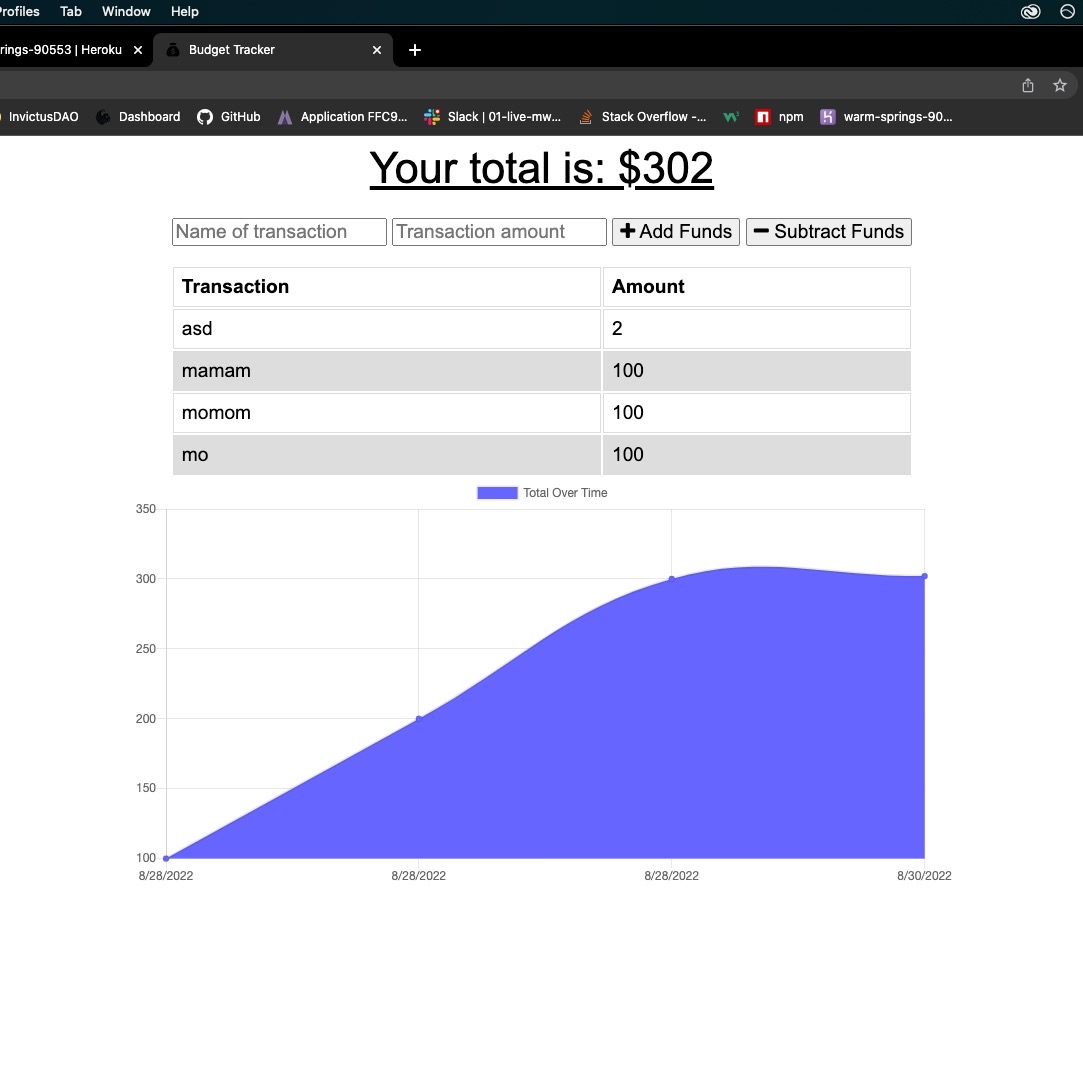 Profiles Tab Window Help
rings-90553 | Heroku Budget Tracker
InvictusDAO Dashboard GitHub Application FFC9... Slack | 01-live-mw... Stack Overflow -... npm warm-springs-90...
Your total is: $302
Name of transaction Transaction amount Add Funds Subtract Funds
Transaction Amount
asd 2
mamam 100
momom 100
mo 100
Total Over Time
350
300
250
200
150
100
8/28/2022 8/28/2022 8/28/2022 8/30/2022